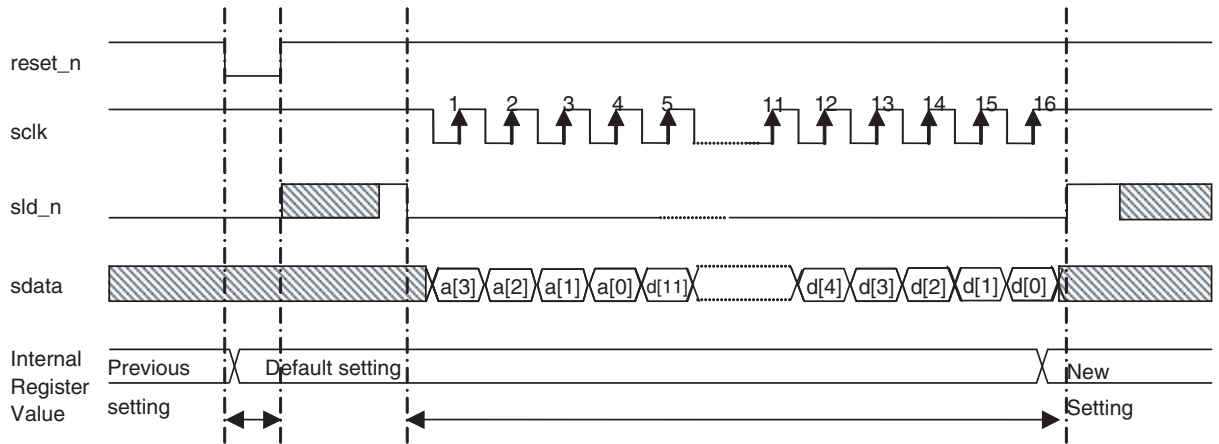 reset_n
sclk
1 2 3 4 5 11 12 13 14 15 16
sld_n
sdata
a[3] a[2] a[1] a[0] d[11] d[4] d[3] d[2] d[1] d[0]
Internal
Register
Value
Previous
setting
Default setting
New
Setting